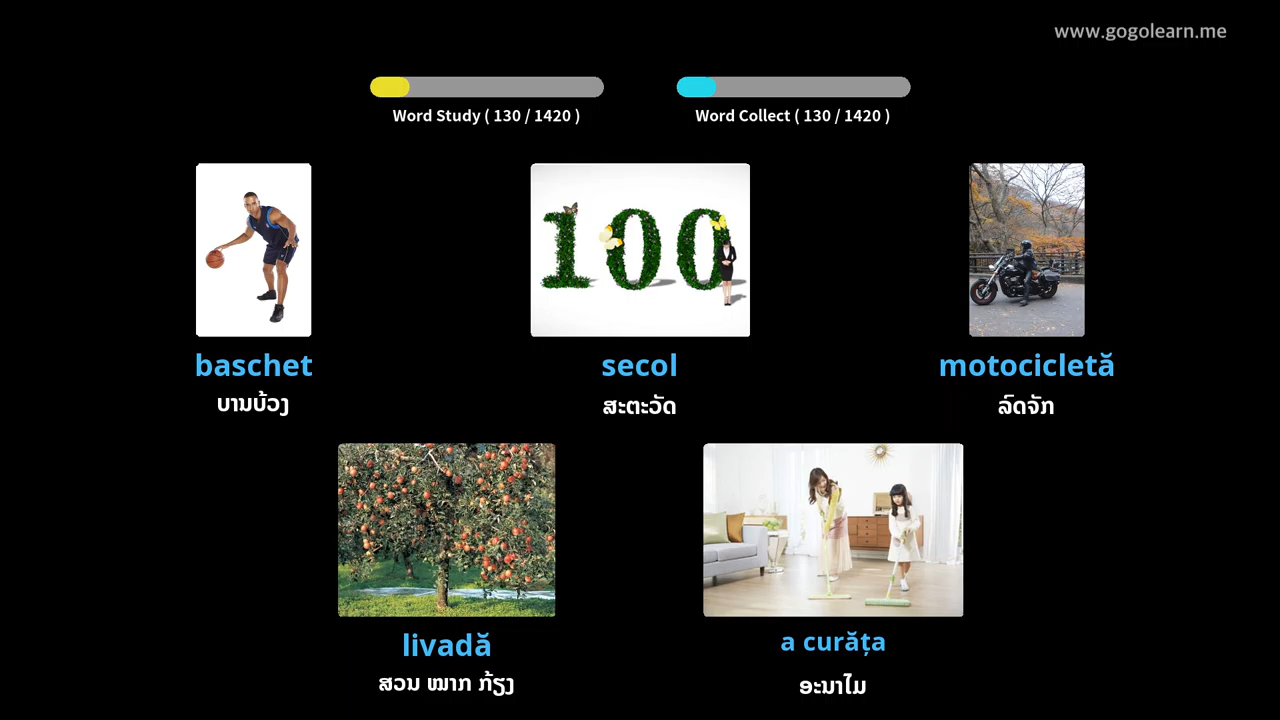 www.gogolearn.me
Word Study ( 130 / 1420 )
Word Collect ( 130 / 1420 )
baschet
ບານບ້ວງ
secol
ສະຕະວັດ
motocicletă
ລົດຈັກ
livadă
ສວນ ໝາກ ກ້ຽງ
a curăța
ອະນາໄມ